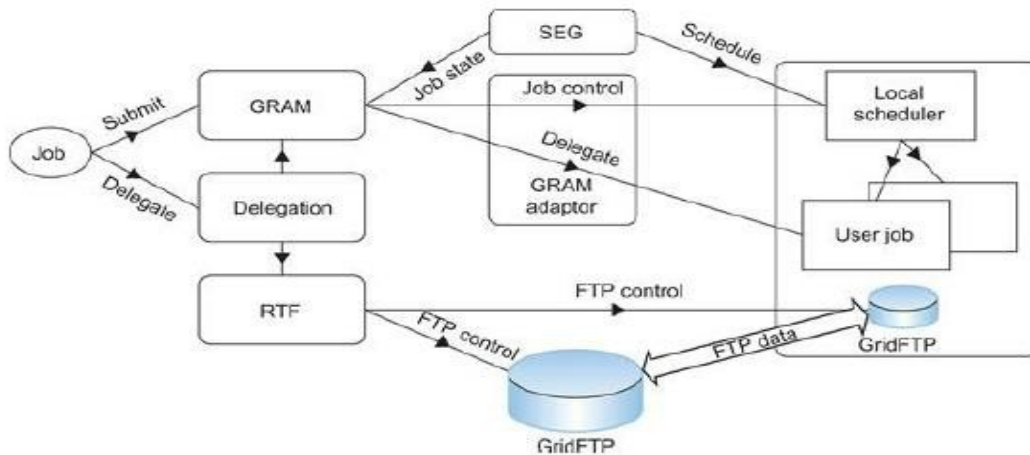 SEG
Schedule
Job state
Submit
GRAM
Job control
Local
scheduler
Job
Delegate
Delegate
Delegation
GRAM
adaptor
User job
RTF
FTP control
FTP control
FTP data
GridFTP
GridFTP